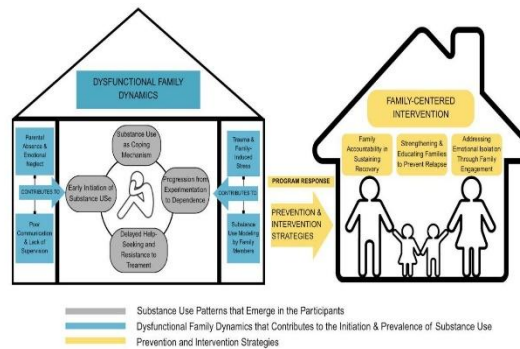 DYSFUNCTIONAL FAMILY
DYNAMICS
Parental
Absence &
Emotional
Neglect
CONTRIBUTES TO
Poor
Communication
& Lack of
Supervision
Substance Use
as Coping
Mechanism
Early Initiation of
Substance USe
Progression from
Experimentation
to Dependence
Delayed Help-
Seeking and
Resistance to
Treatment
Trauma &
Family-
Induced
Stress
CONTRIBUTES TO
Substance
Use Modeling
by Family
Members
PROGRAM RESPONSE
PREVENTION &
INTERVENTION
STRATEGIES
FAMILY-CENTERED
INTERVENTION
Family
Accountability in
Sustaining
Recovery
Strengthening &
Educating Families
to Prevent Relapse
Addressing
Emotional Isolation
Through Family
Engagement
Substance Use Patterns that Emerge in the Participants
Dysfunctional Family Dynamics that Contributes to the Initiation & Prevalence of Substance Use
Prevention and Intervention Strategies